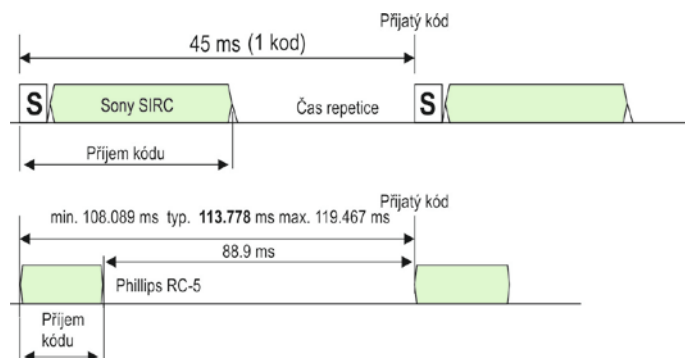 Přijatý kód
45 ms (1 kod)
S
Sony SIRC
Čas repetice
S
Příjem kódu
Přijatý kód
min. 108.089 ms typ. 113.778 ms max. 119.467 ms
88.9 ms
Phillips RC-5
Příjem
kódu